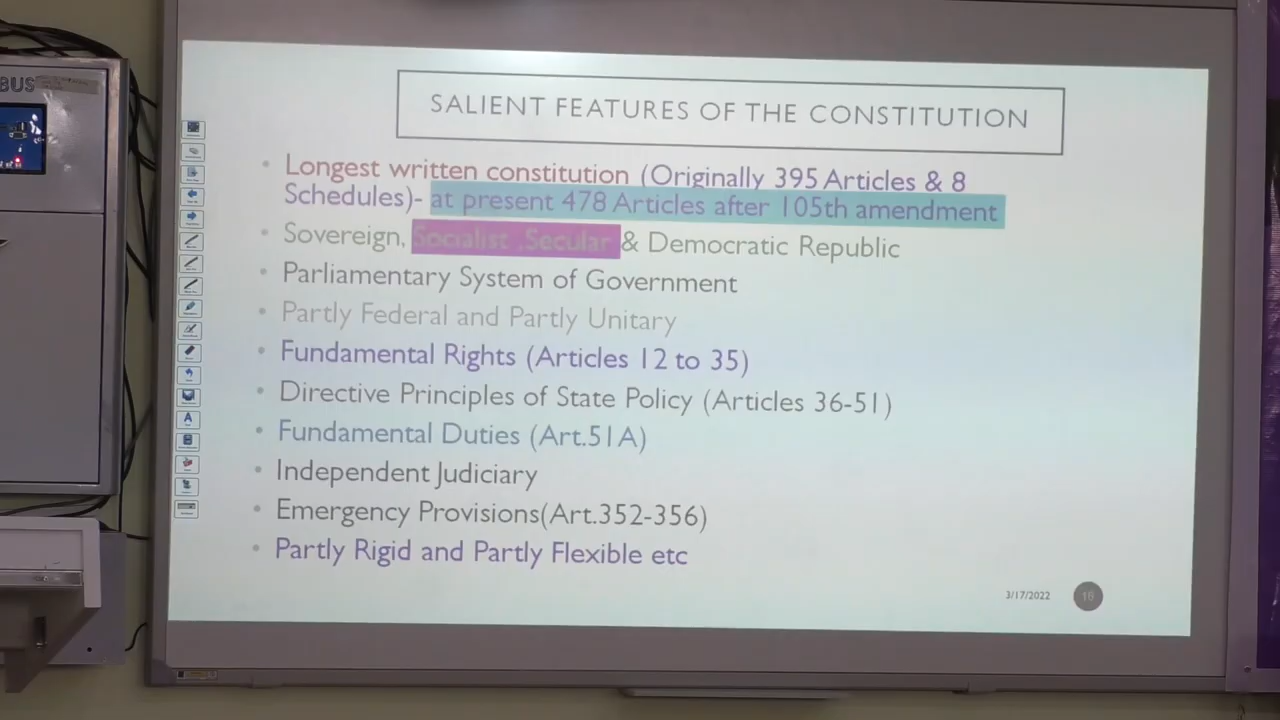 BUS
SALIENT FEATURES OF THE CONSTITUTION
• Longest written constitution (Originally 395 Articles & 8
Schedules)- at present 478 Articles after 105th amendment
• Sovereign, Socialist ,Secular & Democratic Republic
• Parliamentary System of Government
• Partly Federal and Partly Unitary
• Fundamental Rights (Articles 12 to 35)
• Directive Principles of State Policy (Articles 36-51)
• Fundamental Duties (Art.51A)
• Independent Judiciary
• Emergency Provisions(Art.352-356)
• Partly Rigid and Partly Flexible etc
3/17/2022